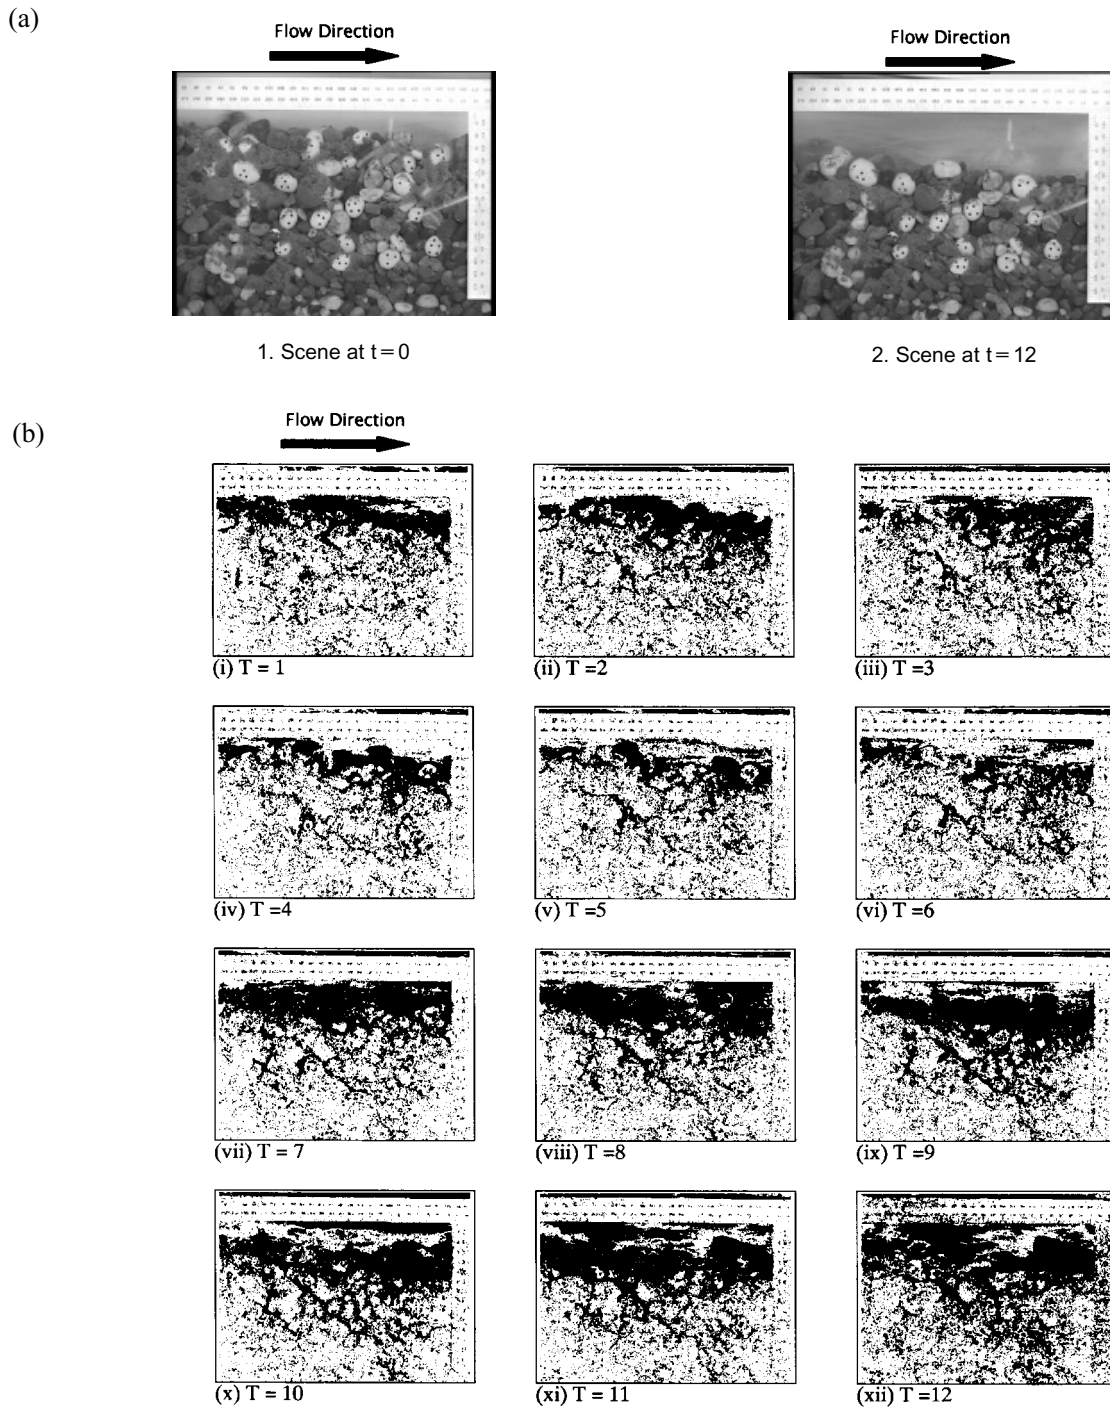 (a)
Flow Direction
Flow Direction
1. Scene at t=0
2. Scene at t=12
(b)
Flow Direction
(i) T = 1
(ii) T =2
(iii) T =3
(iv) T =4
(v) T =5
(vi) T =6
(vii) T = 7
(viii) T =8
(ix) T =9
(x) T = 10
(xi) T = 11
(xii) T =12